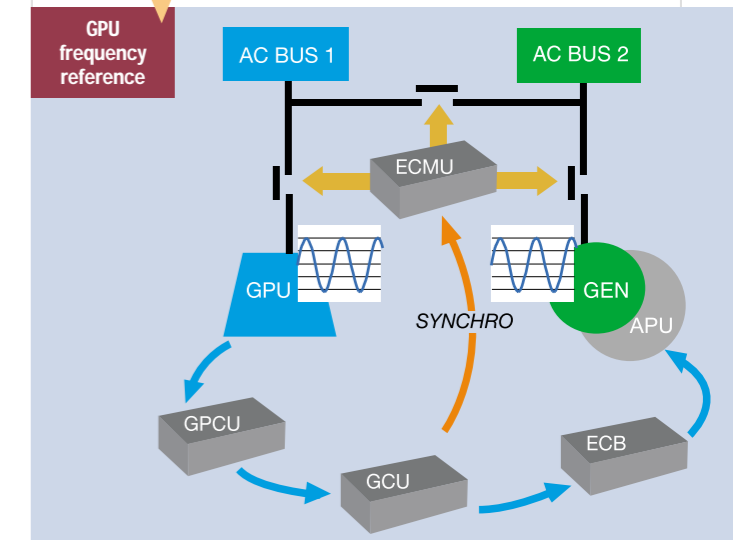 GPU
frequency
reference
AC BUS 1
AC BUS 2
ECMU
GPU
GEN
APU
SYNCHRO
GPCU
ECB
GCU